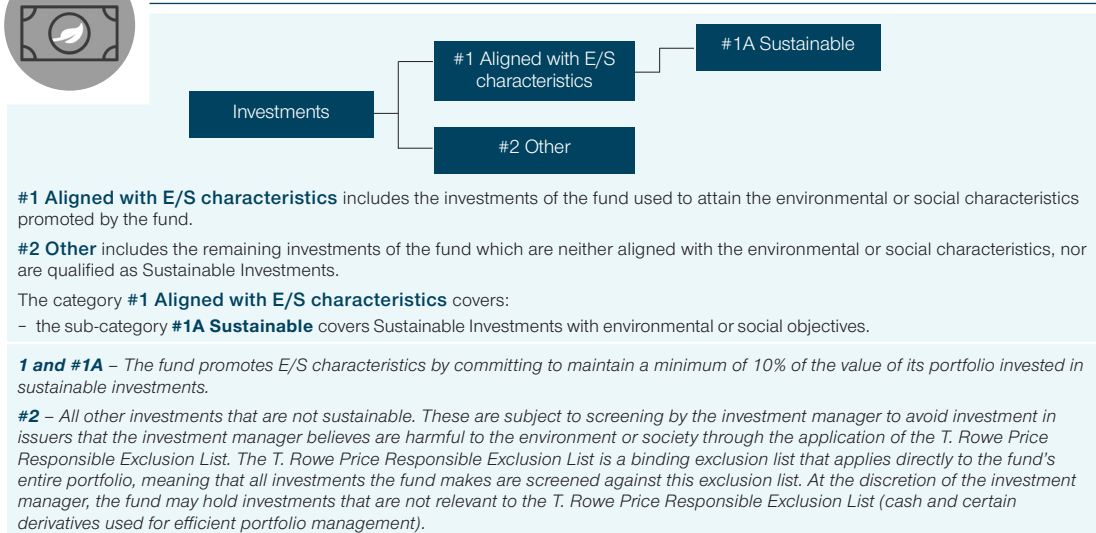 #1A Sustainable
#1 Aligned with E/S
characteristics
Investments
#2 Other
#1 Aligned with E/S characteristics includes the investments of the fund used to attain the environmental or social characteristics
promoted by the fund.
#2 Other includes the remaining investments of the fund which are neither aligned with the environmental or social characteristics, nor
are qualified as Sustainable Investments.
The category #1 Aligned with E/S characteristics covers:
– the sub-category #1A Sustainable covers Sustainable Investments with environmental or social objectives.
1 and #1A – The fund promotes E/S characteristics by committing to maintain a minimum of 10% of the value of its portfolio invested in
sustainable investments.
#2 – All other investments that are not sustainable. These are subject to screening by the investment manager to avoid investment in
issuers that the investment manager believes are harmful to the environment or society through the application of the T. Rowe Price
Responsible Exclusion List. The T. Rowe Price Responsible Exclusion List is a binding exclusion list that applies directly to the fund's
entire portfolio, meaning that all investments the fund makes are screened against this exclusion list. At the discretion of the investment
manager, the fund may hold investments that are not relevant to the T. Rowe Price Responsible Exclusion List (cash and certain
derivatives used for efficient portfolio management).